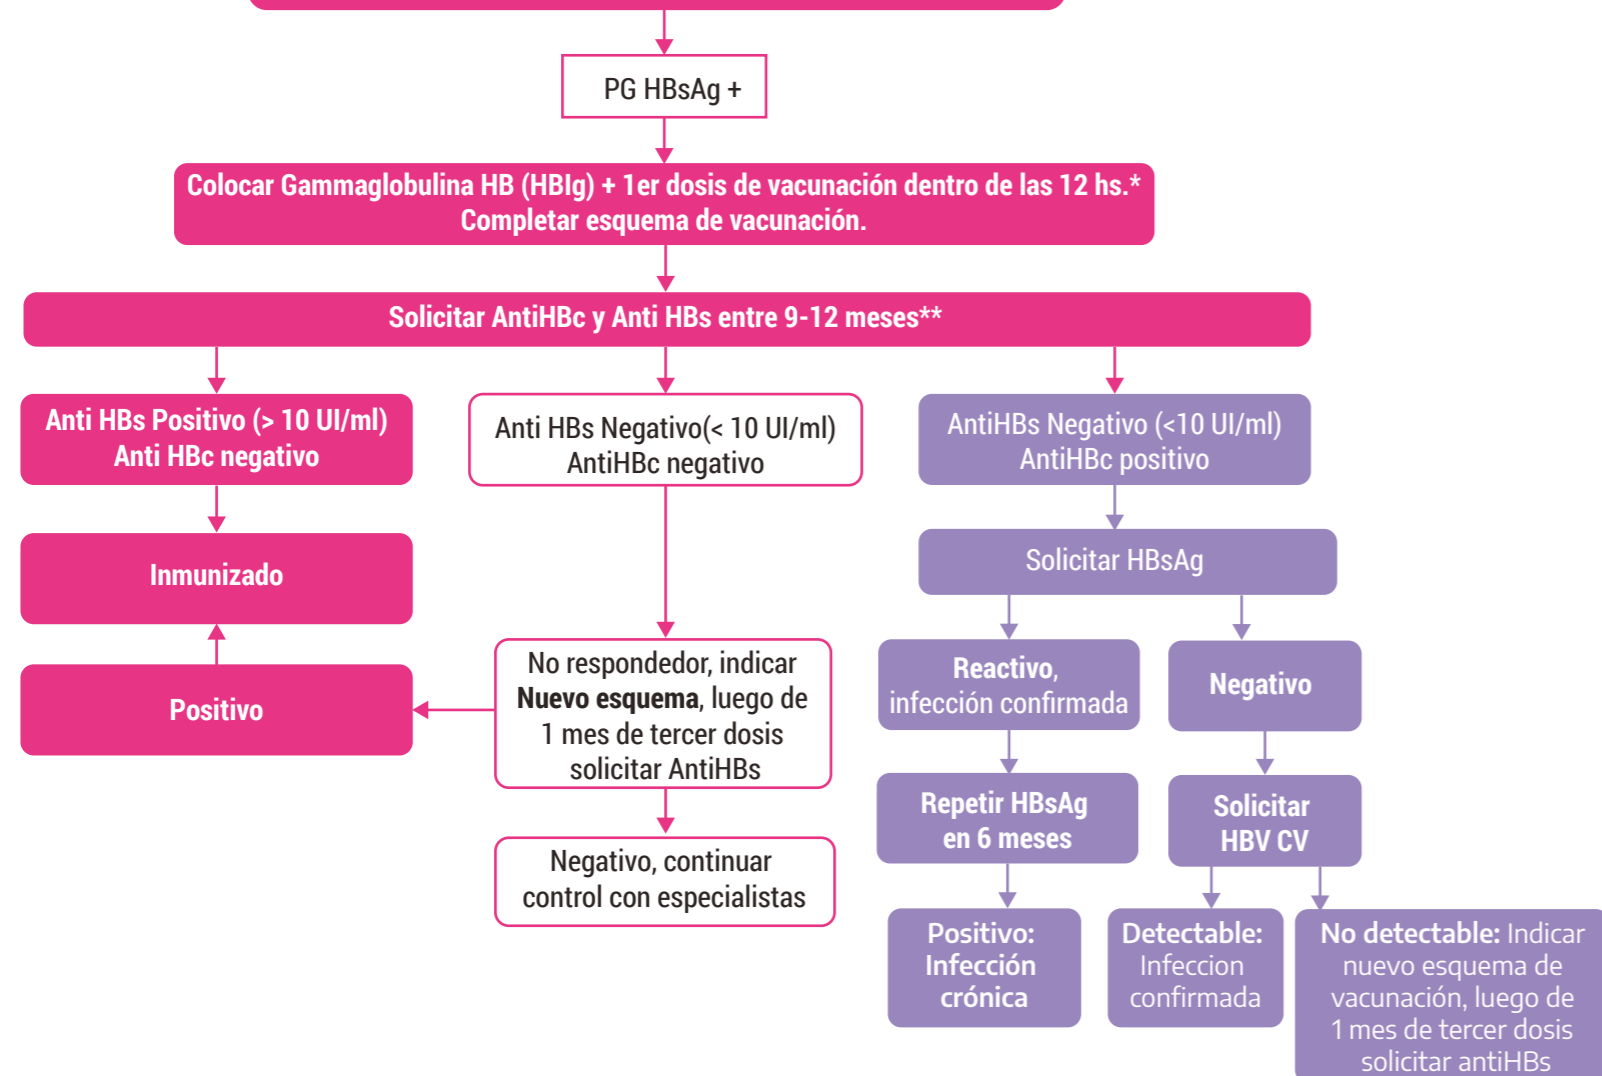 PG HBsAg +
Colocar Gammaglobulina HB (HBIg) + 1er dosis de vacunación dentro de las 12 hs.*
Completar esquema de vacunación.
Solicitar AntiHBc y Anti HBs entre 9-12 meses**
Anti HBs Positivo (> 10 UI/ml)
Anti HBc negativo
Inmunizado
Positivo
Anti HBs Negativo(< 10 UI/ml)
AntiHBc negativo
No respondedor, indicar
Nuevo esquema, luego de
1 mes de tercer dosis
solicitar AntiHBs
Negativo, continuar
control con especialistas
AntiHBs Negativo (<10 UI/ml)
AntiHBc positivo
Solicitar HBsAg
Reactivo,
infección confirmada
Repetir HBsAg
en 6 meses
Positivo:
Infección
crónica
Negativo
Solicitar
HBV CV
Detectable:
Infeccion
confirmada
No detectable: Indicar
nuevo esquema de
vacunación, luego de
1 mes de tercer dosis
solicitar antiHBs